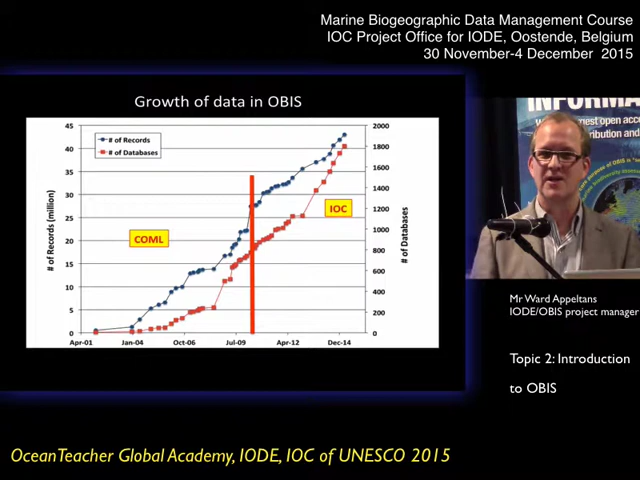 Marine Biogeographic Data Management Course
IOC Project Office for IODE, Oostende, Belgium
30 November-4 December 2015
Growth of data in OBIS
45
40
35
30
25
20
15
10
5
0
# of Records (million)
# of Records
# of Databases
COML
IOC
2000
1800
1600
1400
1200
1000
800
600
400
200
0
# of Databases
Apr-01
Jan-04
Oct-06
Jul-09
Apr-12
Dec-14
INFORMA
largest open acce
Mr Ward Appeltans
IODE/OBIS project manager
Topic 2: Introduction
to OBIS
OceanTeacher Global Academy, IODE, IOC of UNESCO 2015